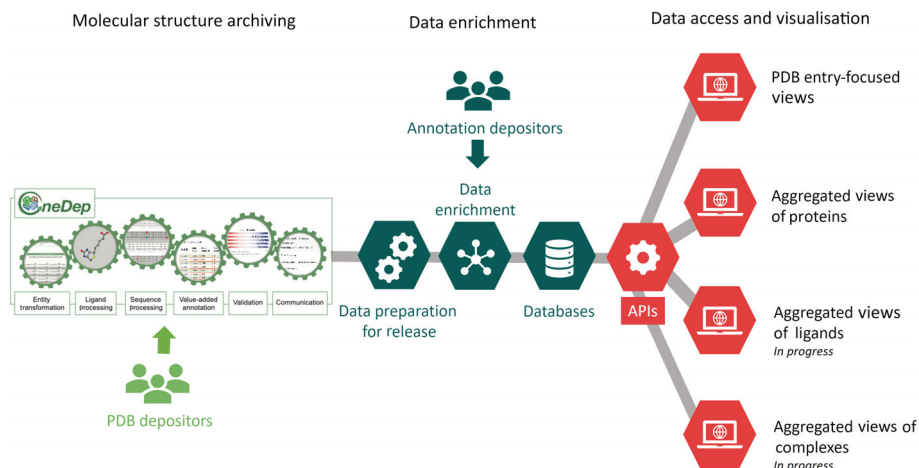 Molecular structure archiving
Data enrichment
Data access and visualisation
PDB entry-focused
views
Annotation depositors
Data
enrichment
OneDep
Aggregated views
of proteins
Entity
transformation
Ligand
processing
Sequence
processing
Value-added
annotation
Validation
Communication
Data preparation
for release
Databases
APIs
Aggregated views
of ligands
In progress
PDB depositors
Aggregated views of
complexes
In progress